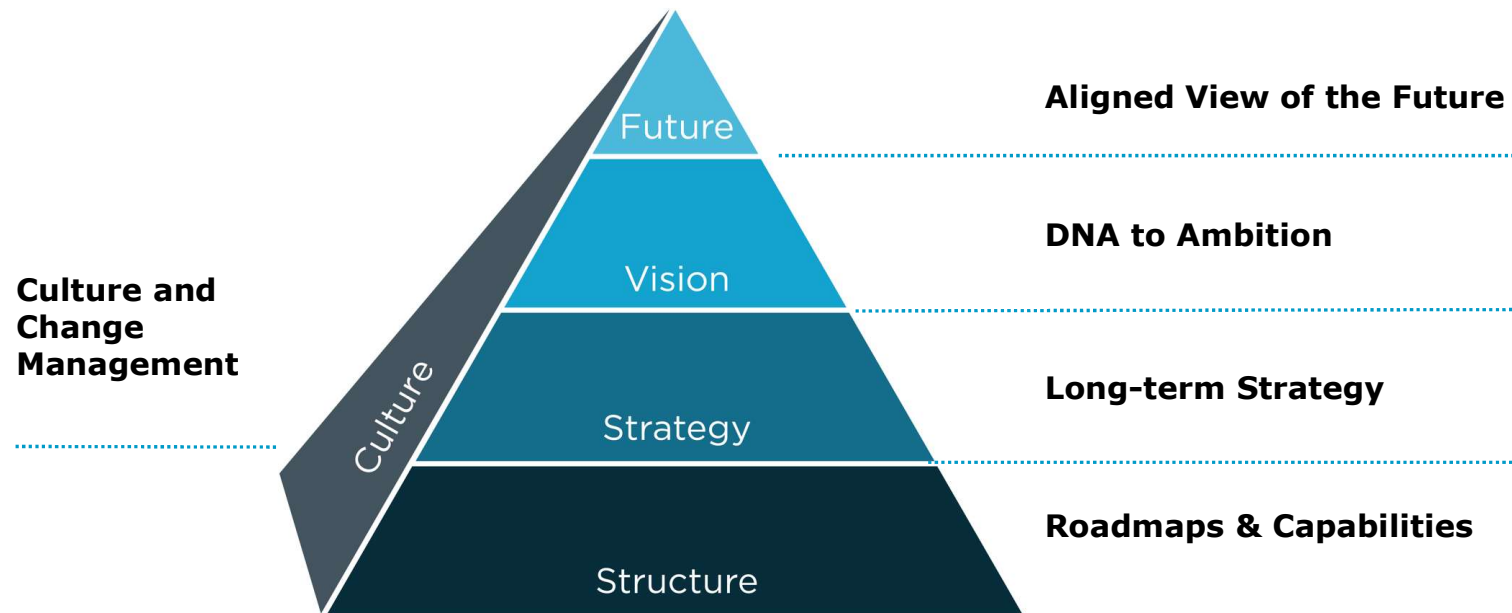 Aligned View of the Future
Future
DNA to Ambition
Vision
Culture and
Change
Management
Culture
Long-term Strategy
Strategy
Roadmaps & Capabilities
Structure